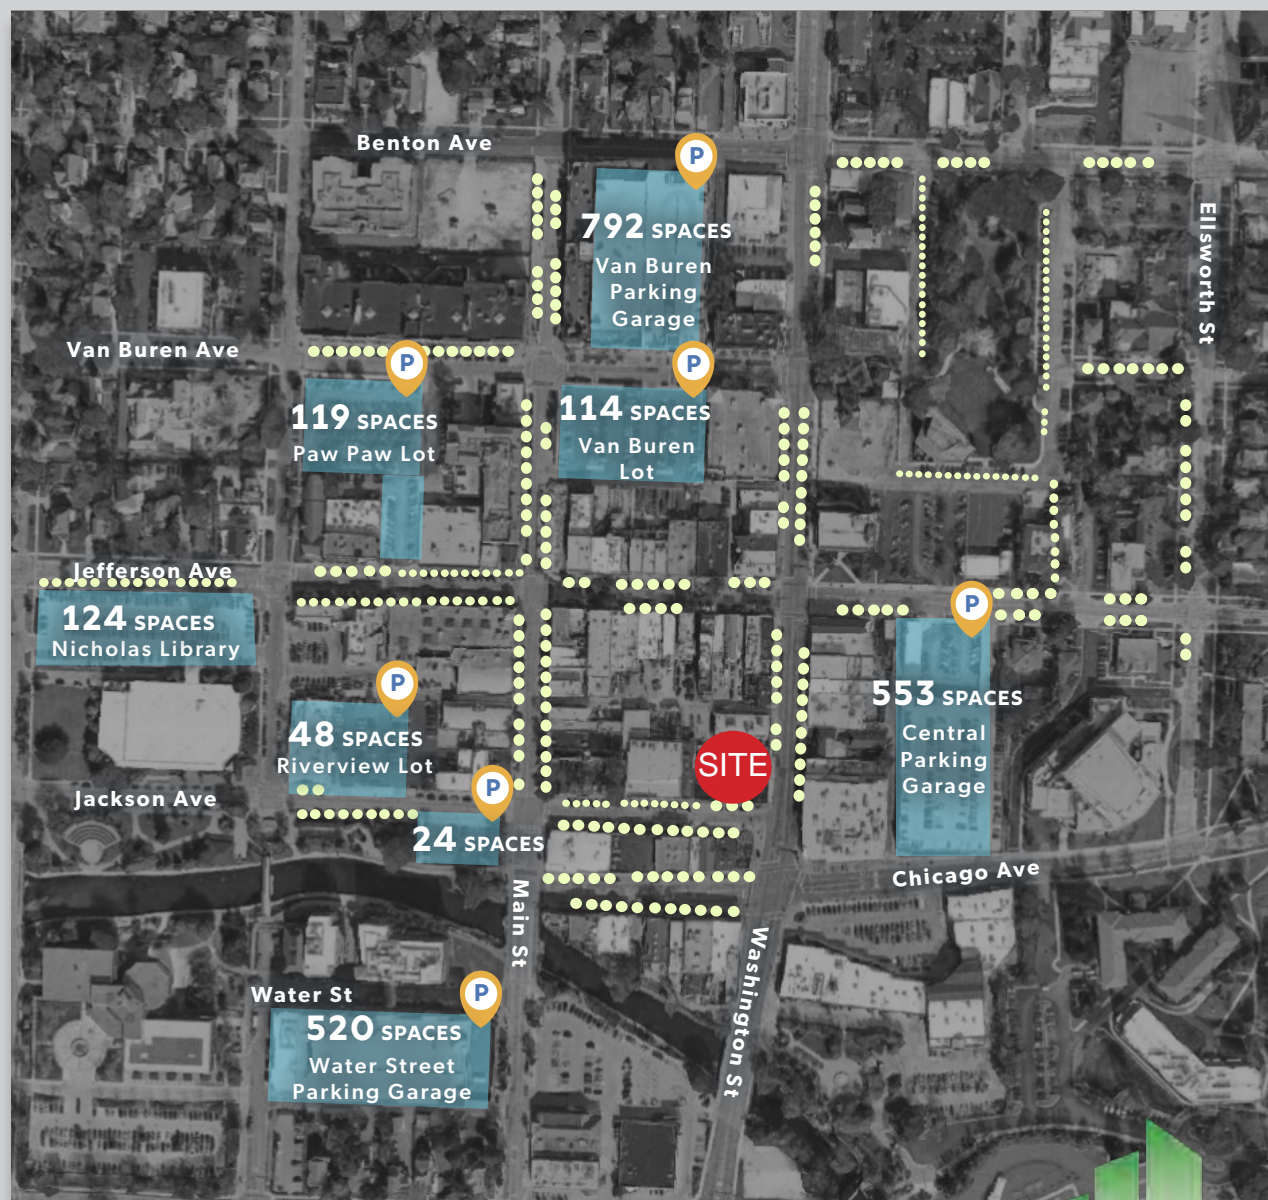 Benton Ave
P
792 SPACES
Van Buren
Parking
Garage
Ellsworth St
Van Buren Ave
P
P
119 SPACES
Paw Paw Lot
114 SPACES
Van Buren
Lot
Jefferson Ave
124 SPACES
Nicholas Library
P
P
553 SPACES
Central
Parking
Garage
48 SPACES
Riverview Lot
SITE
Jackson Ave
P
24 SPACES
Chicago Ave
Main St
Washington St
Water St
P
520 SPACES
Water Street
Parking Garage